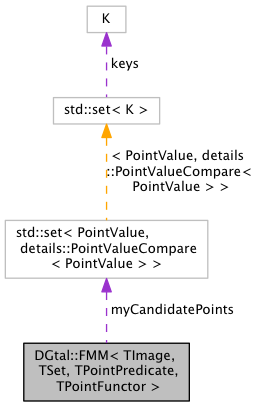 K
keys
std::set< K >
< PointValue, details
::PointValueCompare<
PointValue > >
std::set< PointValue,
details::PointValueCompare
< PointValue > >
myCandidatePoints
DGtal::FMM< TImage,
TSet, TPointPredicate,
TPointFunctor >